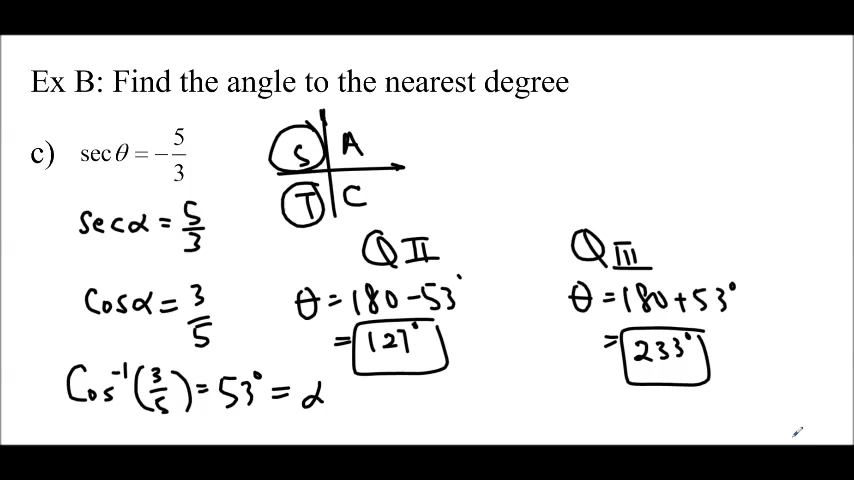 Ex B: Find the angle to the nearest degree
c) sec θ = − 5/3
S A
T C
sec α = 5/3
Q II
Q III
Cos α = 3/5
θ = 180 − 53°
θ = 180 + 53°
= 127°
= 233°
Cos⁻¹(3/5) = 53° = α